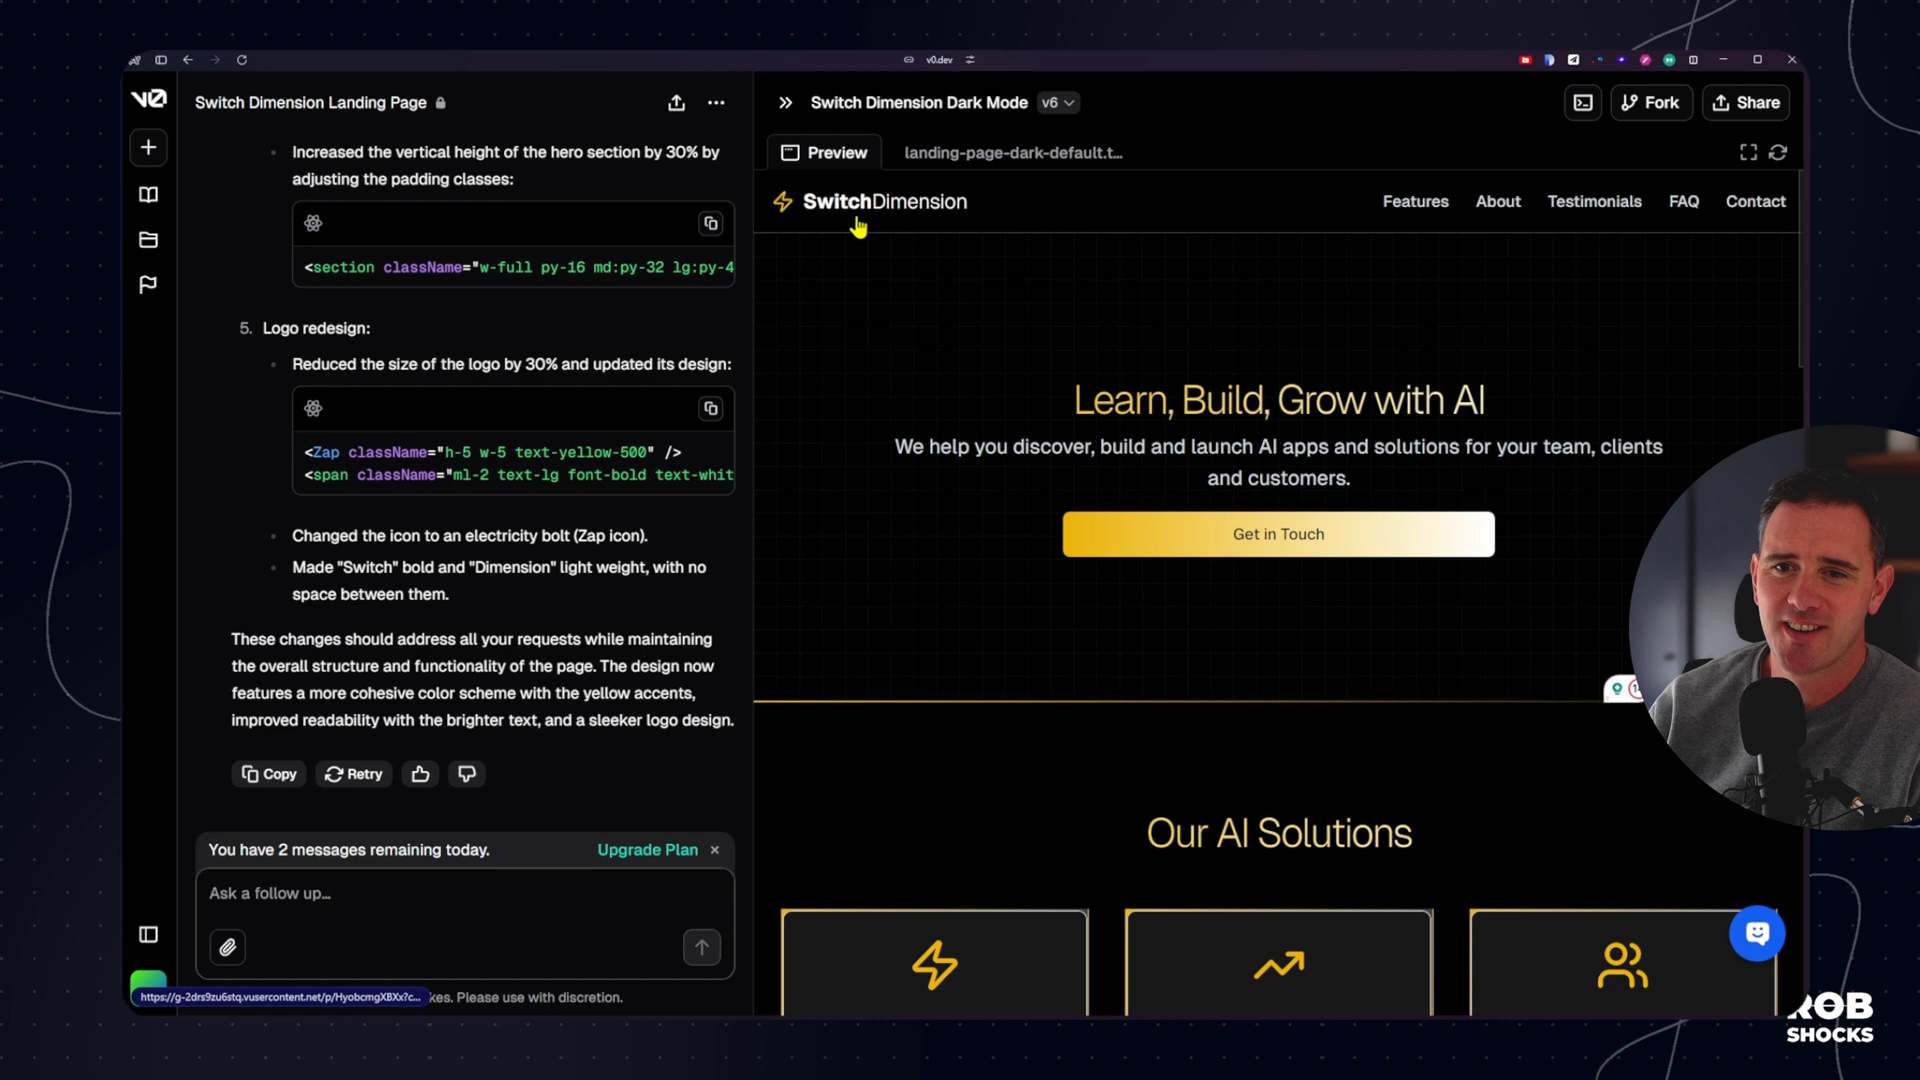 v0.dev
v0
Switch Dimension Landing Page
Increased the vertical height of the hero section by 30% by
adjusting the padding classes:
<section className="w-full py-16 md:py-32 lg:py-4
5. Logo redesign:
Reduced the size of the logo by 30% and updated its design:
<Zap className="h-5 w-5 text-yellow-500" />
<span className="ml-2 text-lg font-bold text-whit
Changed the icon to an electricity bolt (Zap icon).
Made "Switch" bold and "Dimension" light weight, with no
space between them.
These changes should address all your requests while maintaining
the overall structure and functionality of the page. The design now
features a more cohesive color scheme with the yellow accents,
improved readability with the brighter text, and a sleeker logo design.
Copy Retry
You have 2 messages remaining today. Upgrade Plan
Ask a follow up...
https://g-2drs9zu6stq.vusercontent.net/p/HyobcmgXBXx?c...
kes. Please use with discretion.
Switch Dimension Dark Mode v6
Fork
Share
Preview
landing-page-dark-default.t...
SwitchDimension
Features About Testimonials FAQ Contact
Learn, Build, Grow with AI
We help you discover, build and launch AI apps and solutions for your team, clients
and customers.
Get in Touch
Our AI Solutions
ROB
SHOCKS